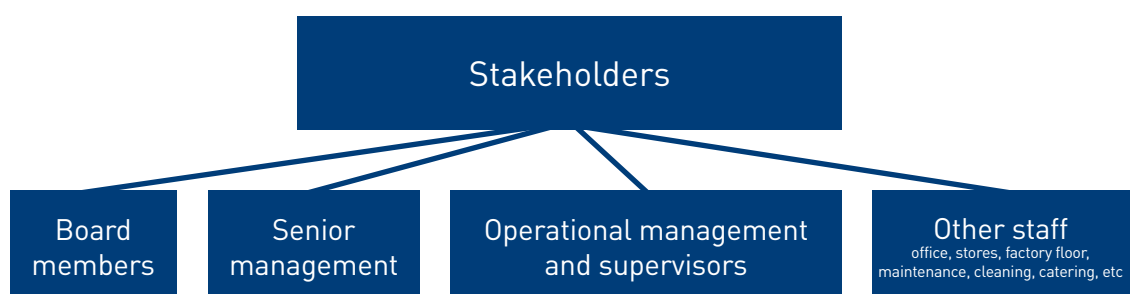 Stakeholders
Board
members
Senior
management
Operational management
and supervisors
Other staff
office, stores, factory floor,
maintenance, cleaning, catering, etc